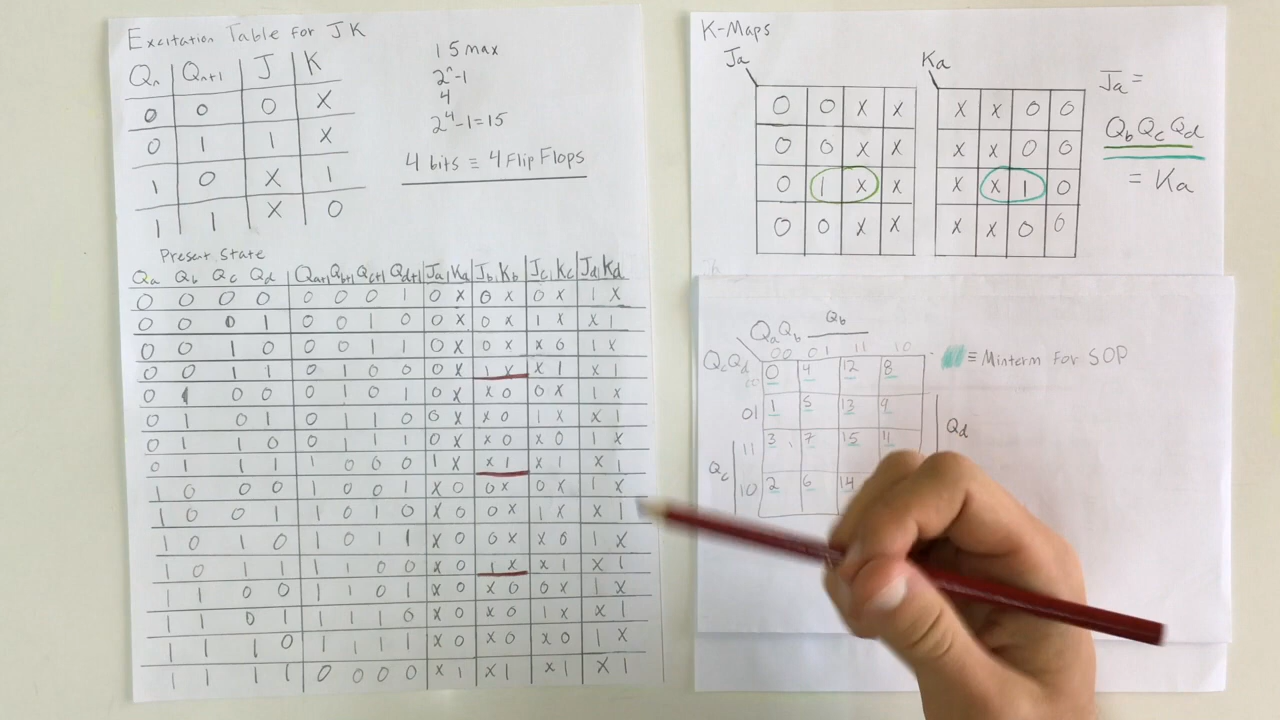 Excitation Table for JK
Qn Qn+1 J K
0 0 0 X
0 1 1 X
1 0 X 1
1 1 X 0
15 max
2^n-1
4
2^4-1=15
4 bits ≡ 4 Flip Flops
Present State
Qa Qb Qc Qd Qa+1 Qb+1 Qc+1 Qd+1 Ja Ka Jb Kb Jc Kc Jd Kd
0 0 0 0 0 0 0 1 0 X 0 X 0 X 1 X
0 0 0 1 0 0 1 0 0 X 0 X 1 X X 1
0 0 1 0 0 0 1 1 0 X 0 X X 0 1 X
0 0 1 1 0 1 0 0 0 X 1 X X 1 X 1
0 1 0 0 0 1 0 1 0 X X 0 0 X 1 X
0 1 0 1 0 1 1 0 0 X X 0 1 X X 1
0 1 1 0 0 1 1 1 0 X X 0 X 0 1 X
0 1 1 1 1 0 0 0 1 X X 1 X 1 X 1
1 0 0 0 1 0 0 1 X 0 0 X 0 X 1 X
1 0 0 1 1 0 1 0 X 0 0 X 1 X X 1
1 0 1 0 1 0 1 1 X 0 0 X X 0 1 X
1 0 1 1 1 1 0 0 X 0 1 X X 1 X 1
1 1 0 0 1 1 0 1 X 0 X 0 0 X 1 X
1 1 0 1 1 1 1 0 X 0 X 0 1 X X 1
1 1 1 0 1 1 1 1 X 0 X 0 X 0 1 X
1 1 1 1 0 0 0 0 X 1 X 1 X 1 X 1
K-Maps
Ja
0 0 X X
0 0 X X
0 1 X X
0 0 X X
Ka
X X 0 0
X X 0 0
X X 1 0
X X 0 0
Ja =
QbQcQd
= Ka
Qb
QaQb
00 01 11 10
QcQd
00 0 4 12 8
01 1 5 13 9
11 3 7 15 11
10 2 6 14
Qc
Qd
≡ Minterm for SOP